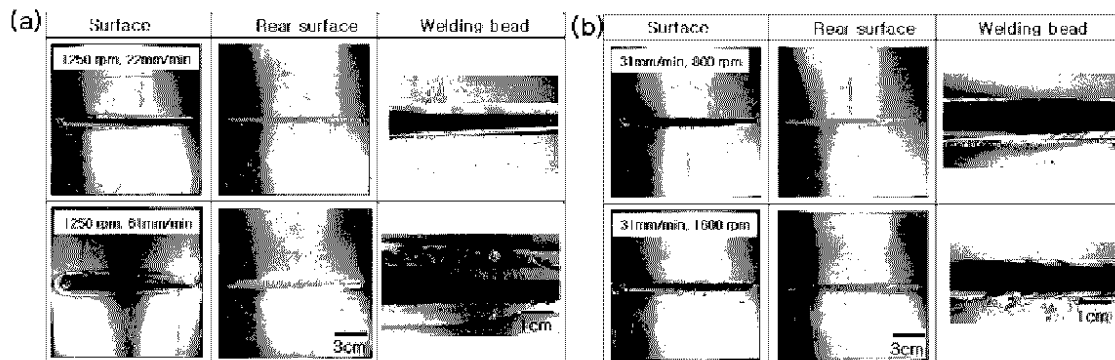 (a)
Surface
Rear surface
Welding bead
1250 rpm, 22mm/min
1250 rpm, 61mm/min
3cm
1cm
(b)
Surface
Rear surface
Welding bead
31mm/min, 800 rpm
31mm/min, 1600 rpm
3cm
1cm